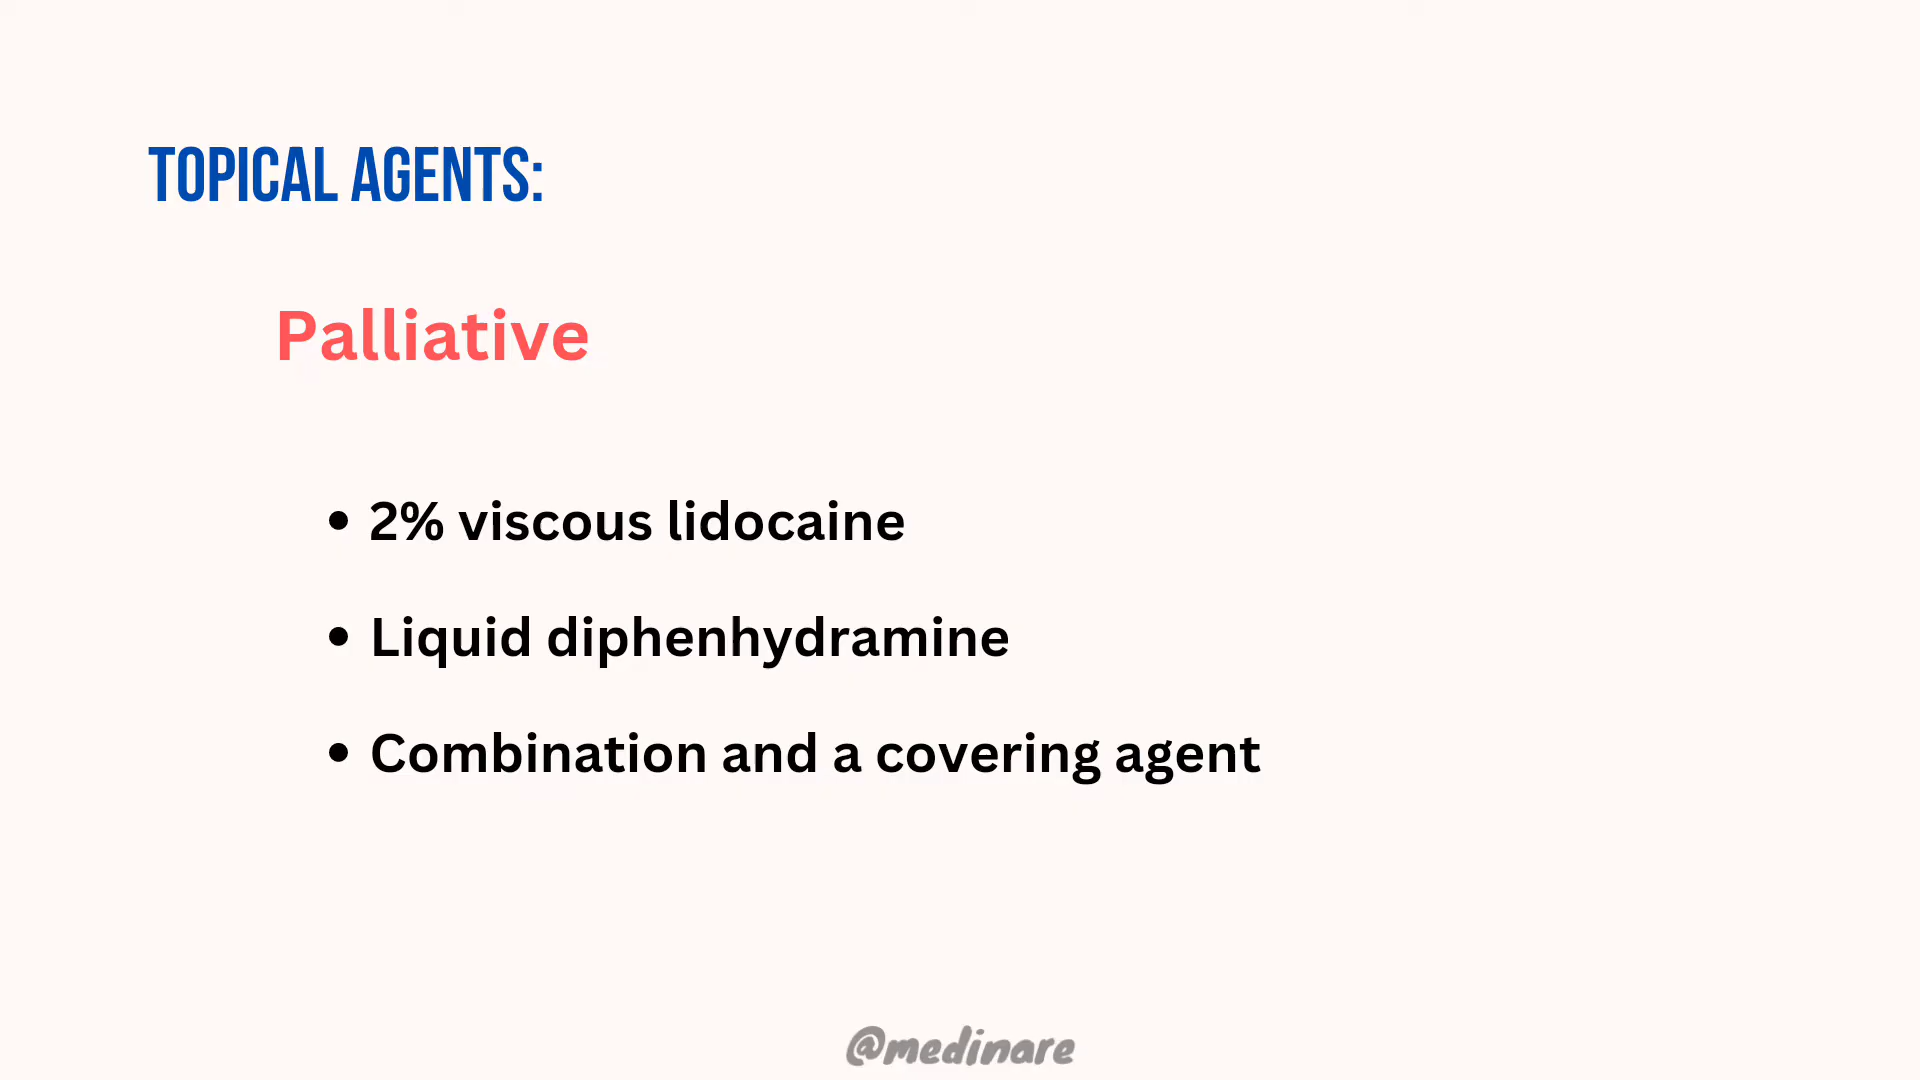 TOPICAL AGENTS:
Palliative
• 2% viscous lidocaine
• Liquid diphenhydramine
• Combination and a covering agent
@medinare